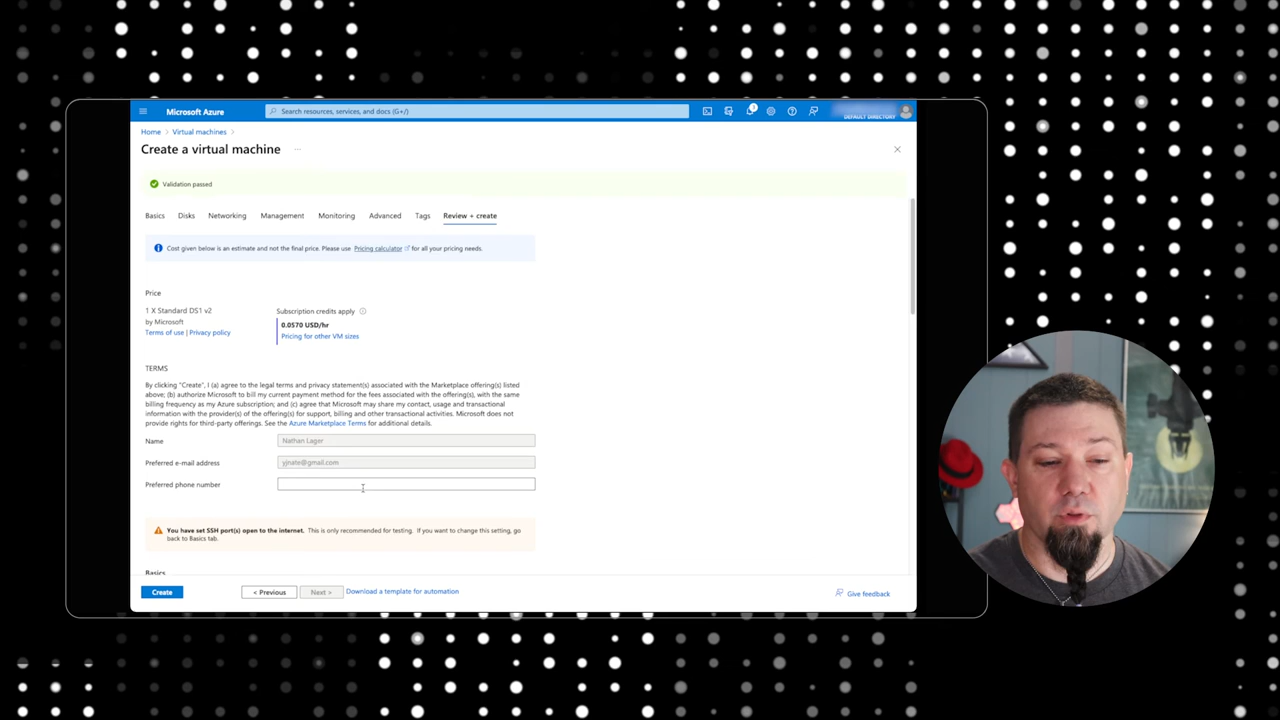 Microsoft Azure
Search resources, services, and docs (G+/)
1
DEFAULT DIRECTORY
Home > Virtual machines >
Create a virtual machine ...
Validation passed
Basics Disks Networking Management Monitoring Advanced Tags Review + create
Cost given below is an estimate and not the final price. Please use Pricing calculator for all your pricing needs.
Price
1 X Standard DS1 v2
by Microsoft
Terms of use | Privacy policy
Subscription credits apply
0.0570 USD/hr
Pricing for other VM sizes
TERMS
By clicking "Create", I (a) agree to the legal terms and privacy statement(s) associated with the Marketplace offering(s) listed
above; (b) authorize Microsoft to bill my current payment method for the fees associated with the offering(s), with the same
billing frequency as my Azure subscription; and (c) agree that Microsoft may share my contact, usage and transactional
information with the provider(s) of the offering(s) for support, billing and other transactional activities. Microsoft does not
provide rights for third-party offerings. See the Azure Marketplace Terms for additional details.
Name Nathan Lager
Preferred e-mail address yjnate@gmail.com
Preferred phone number
You have set SSH port(s) open to the internet. This is only recommended for testing. If you want to change this setting, go
back to Basics tab.
Basics
Create < Previous Next > Download a template for automation Give feedback